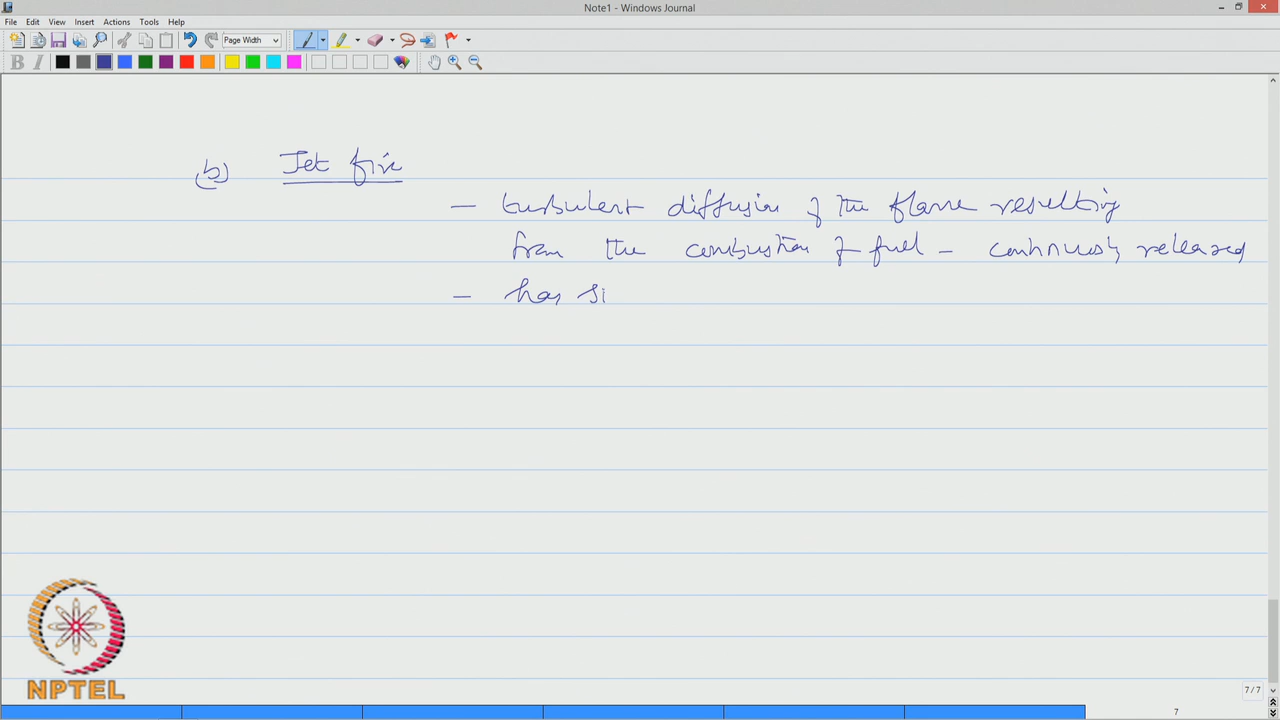 Note1 - Windows Journal
File Edit View Insert Actions Tools Help
Page Width
B I
b) Jet fire
— turbulent diffusion of the flame resulting
from the combustion of fuel – continuously released
— has si
NPTEL
7 / 7
7